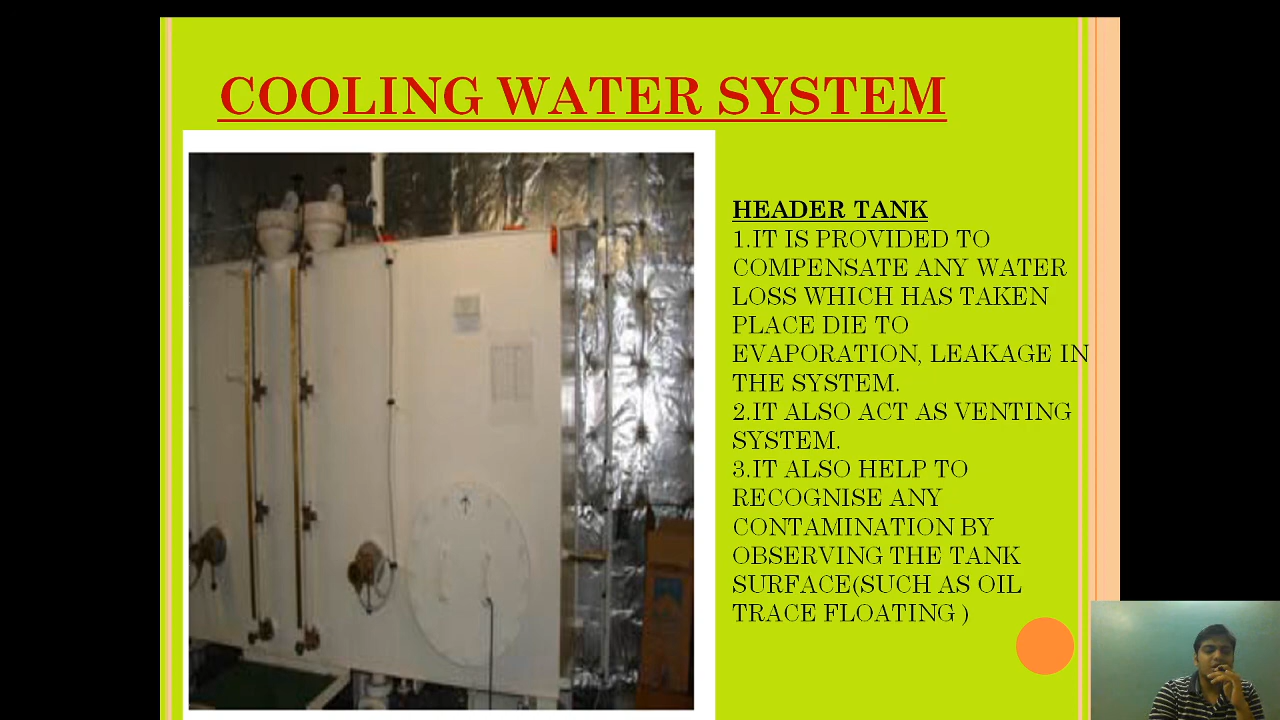 COOLING WATER SYSTEM
HEADER TANK
1.IT IS PROVIDED TO
COMPENSATE ANY WATER
LOSS WHICH HAS TAKEN
PLACE DIE TO
EVAPORATION, LEAKAGE IN
THE SYSTEM.
2.IT ALSO ACT AS VENTING
SYSTEM.
3.IT ALSO HELP TO
RECOGNISE ANY
CONTAMINATION BY
OBSERVING THE TANK
SURFACE(SUCH AS OIL
TRACE FLOATING )